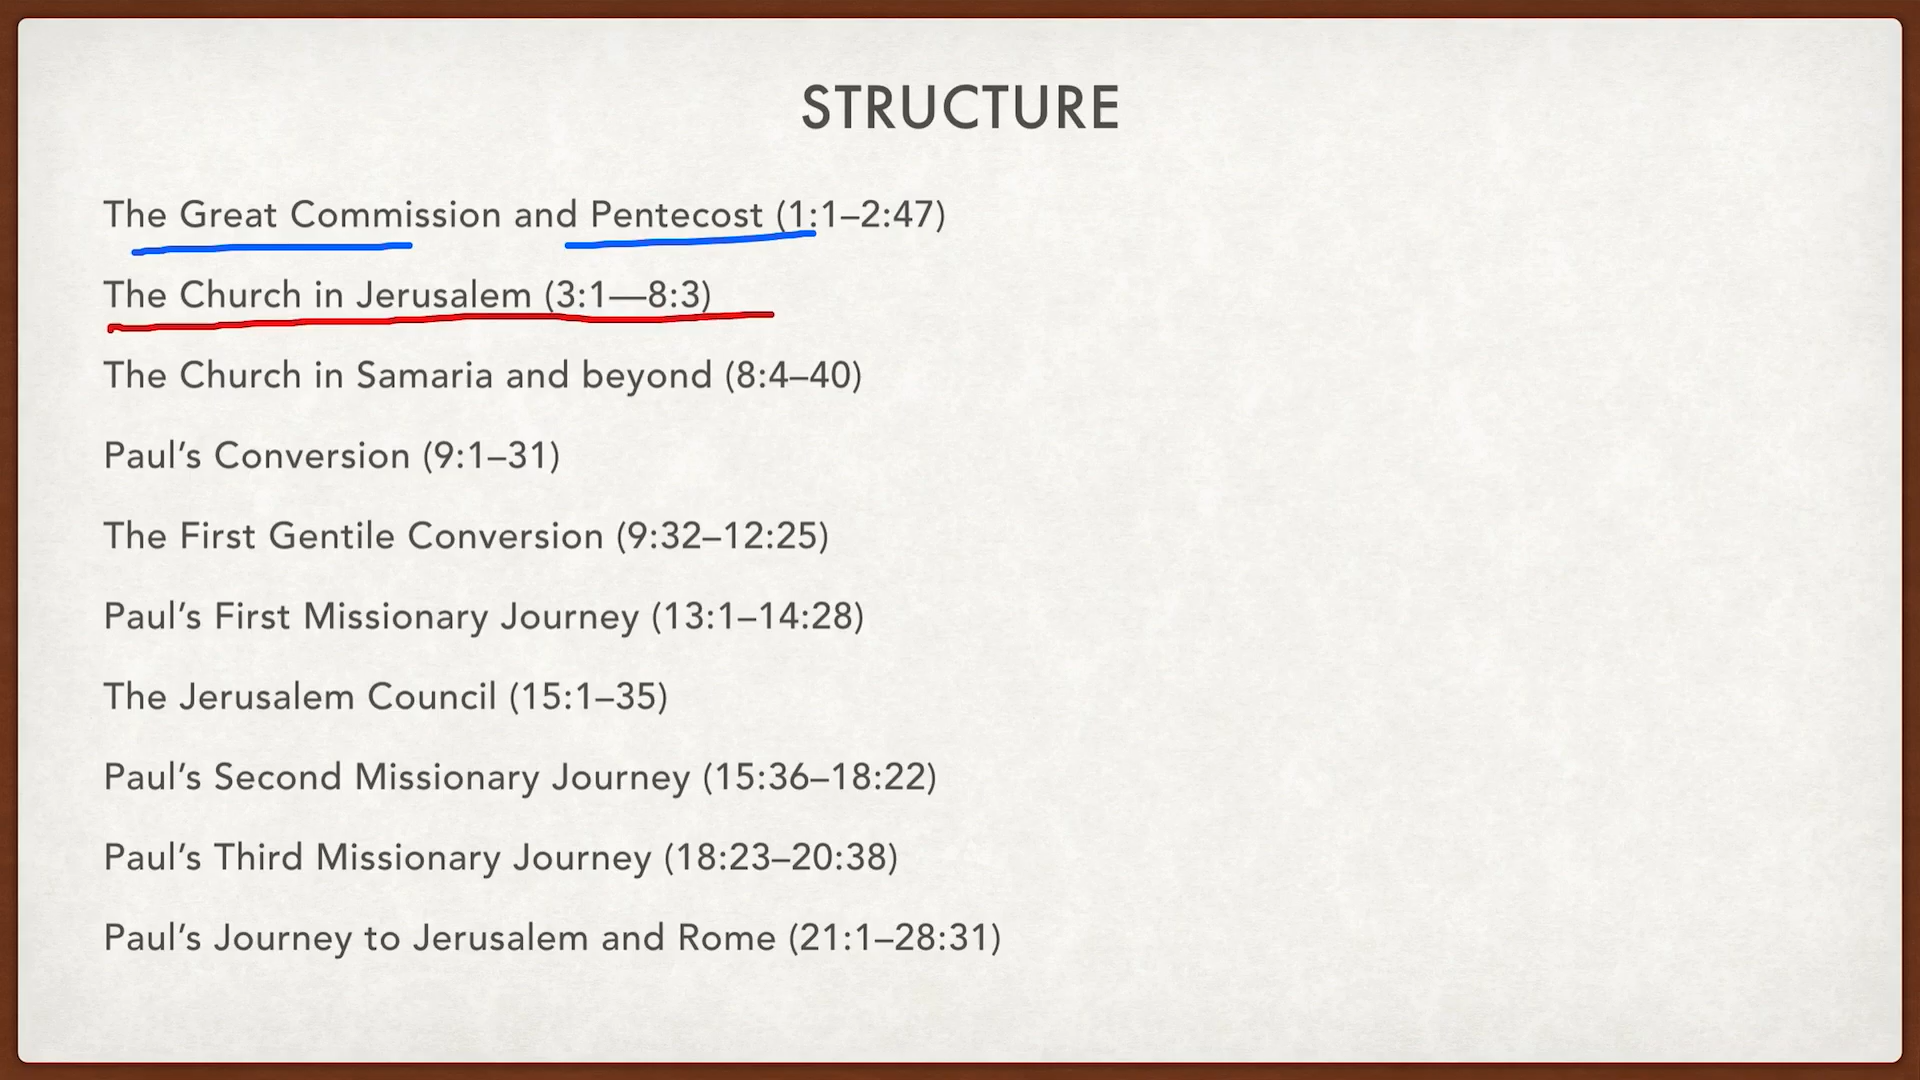 STRUCTURE
The Great Commission and Pentecost (1:1–2:47)
The Church in Jerusalem (3:1—8:3)
The Church in Samaria and beyond (8:4–40)
Paul’s Conversion (9:1–31)
The First Gentile Conversion (9:32–12:25)
Paul’s First Missionary Journey (13:1–14:28)
The Jerusalem Council (15:1–35)
Paul’s Second Missionary Journey (15:36–18:22)
Paul’s Third Missionary Journey (18:23–20:38)
Paul’s Journey to Jerusalem and Rome (21:1–28:31)